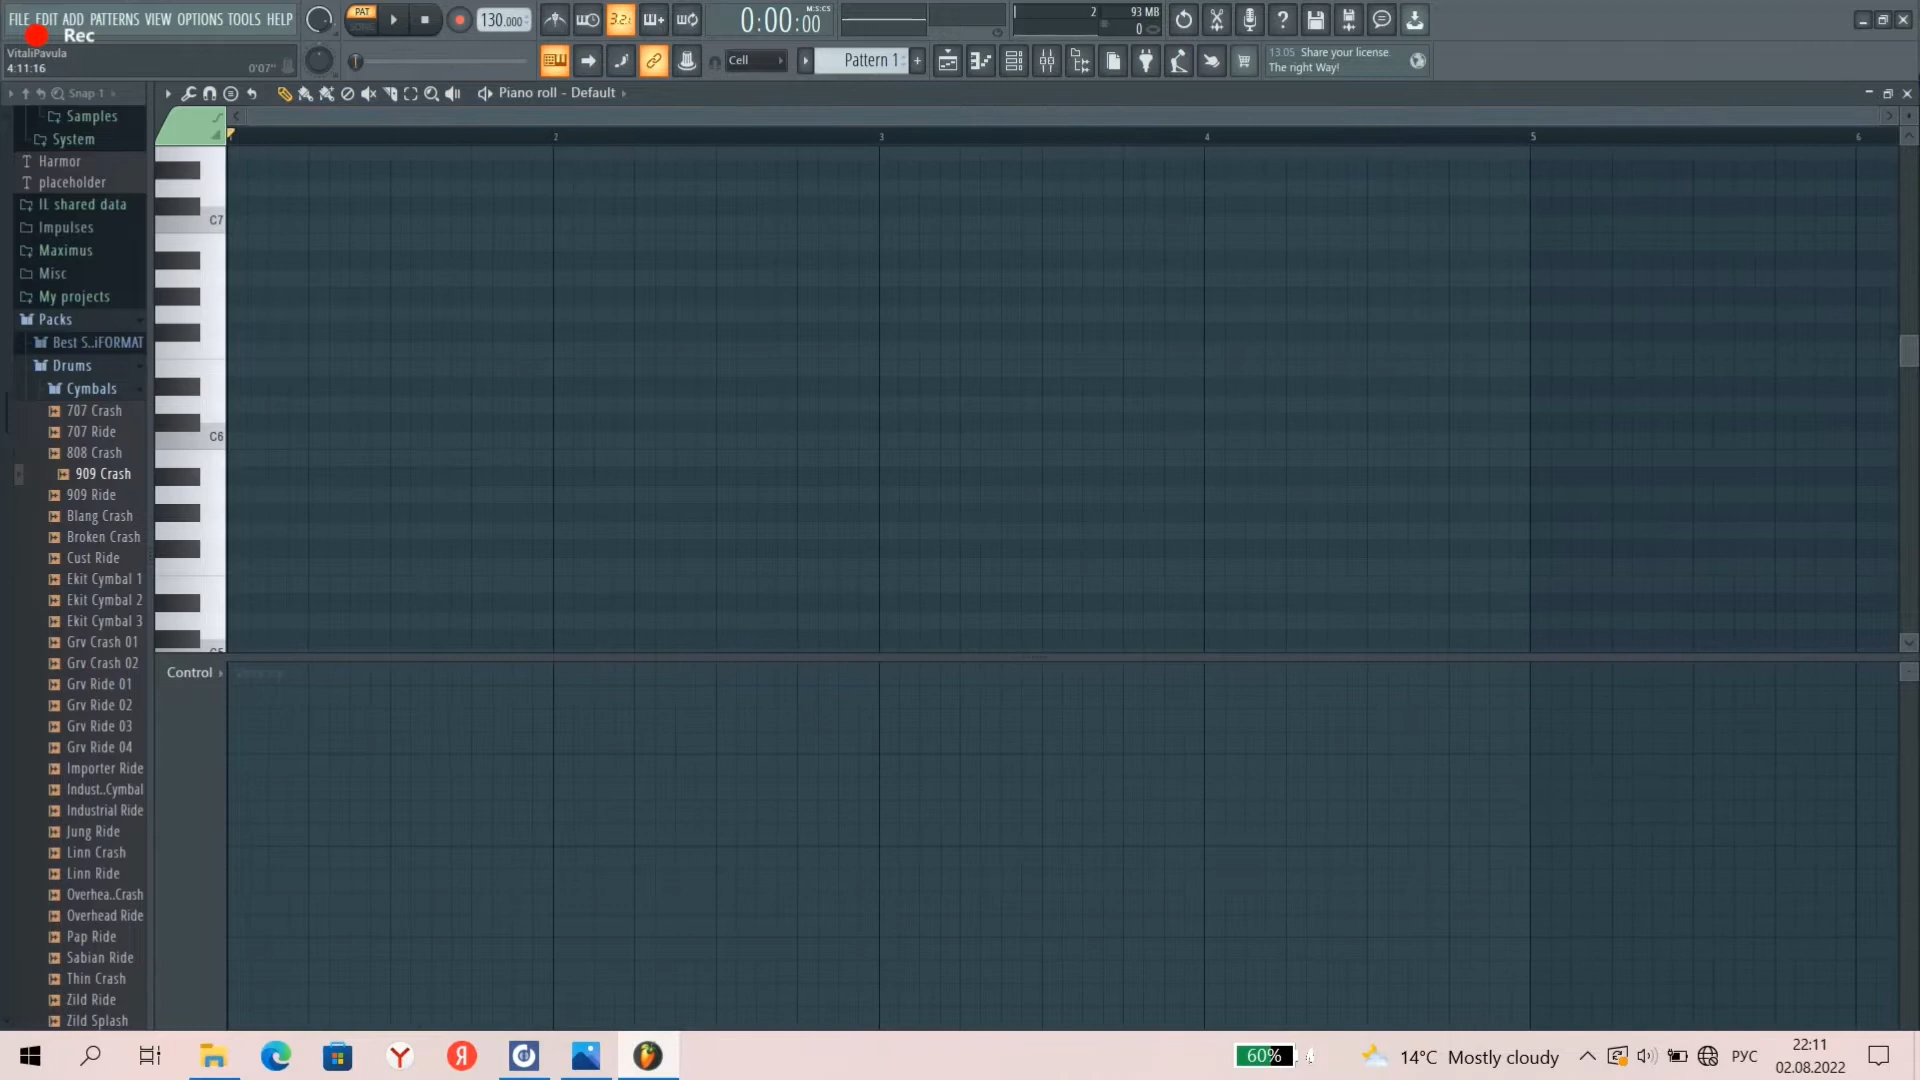 FILE EDIT ADD PATTERNS VIEW OPTIONS TOOLS HELP
Rec
VitaliPavula
4:11:16
0'07"
PAT
SONG
130.000
3.2.
0:00:00
M:S:CS
2
93 MB
0
Cell
Pattern 1
+
13.05 Share your license.
The right Way!
Snap 1
Piano roll - Default
Samples
System
Harmor
placeholder
IL shared data
Impulses
Maximus
Misc
My projects
Packs
Best S..iFORMAT
Drums
Cymbals
707 Crash
707 Ride
808 Crash
909 Crash
909 Ride
Blang Crash
Broken Crash
Cust Ride
Ekit Cymbal 1
Ekit Cymbal 2
Ekit Cymbal 3
Grv Crash 01
Grv Crash 02
Grv Ride 01
Grv Ride 02
Grv Ride 03
Grv Ride 04
Importer Ride
Indust..Cymbal
Industrial Ride
Jung Ride
Linn Crash
Linn Ride
Overhea..Crash
Overhead Ride
Pap Ride
Sabian Ride
Thin Crash
Zild Ride
Zild Splash
2
3
4
5
6
C7
C6
C5
Control
60%
14°C Mostly cloudy
РУС
22:11
02.08.2022